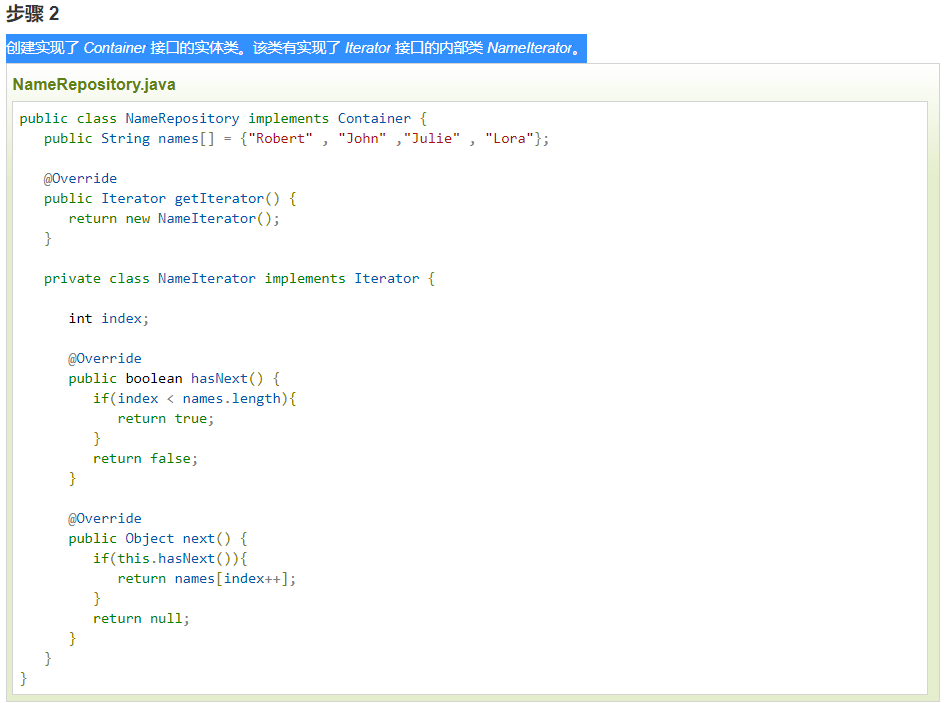 步骤 2
创建实现了 Container 接口的实体类。该类有实现了 Iterator 接口的内部类 NameIterator。
NameRepository.java
public class NameRepository implements Container {
   public String names[] = {"Robert" , "John" ,"Julie" , "Lora"};

   @Override
   public Iterator getIterator() {
      return new NameIterator();
   }

   private class NameIterator implements Iterator {

      int index;

      @Override
      public boolean hasNext() {
         if(index < names.length){
            return true;
         }
         return false;
      }

      @Override
      public Object next() {
         if(this.hasNext()){
            return names[index++];
         }
         return null;
      }
   }
}